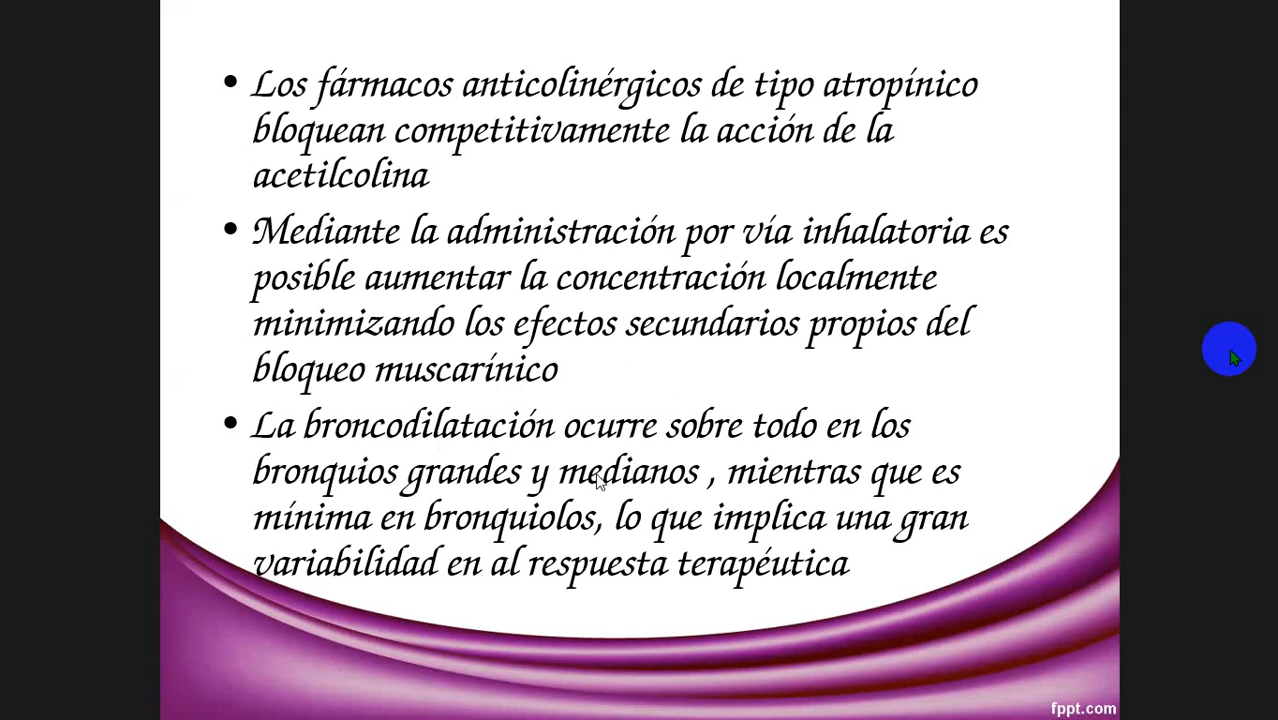 • Los fármacos anticolinérgicos de tipo atropínico
bloquean competitivamente la acción de la
acetilcolina
• Mediante la administración por vía inhalatoria es
posible aumentar la concentración localmente
minimizando los efectos secundarios propios del
bloqueo muscarínico
• La broncodilatación ocurre sobre todo en los
bronquios grandes y medianos , mientras que es
mínima en bronquiolos, lo que implica una gran
variabilidad en al respuesta terapéutica
fppt.com